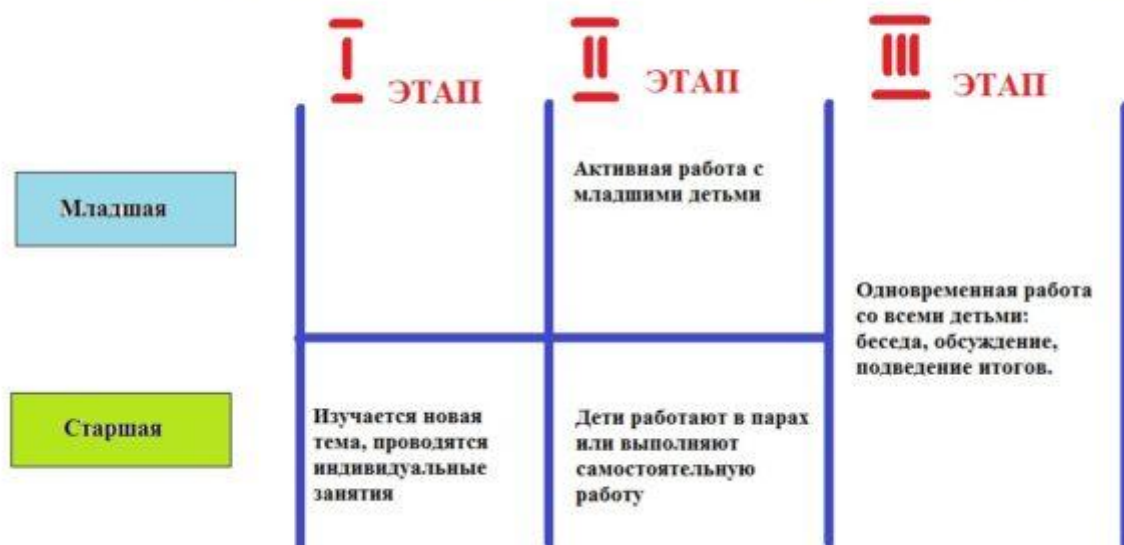 I ЭТАП
II ЭТАП
III ЭТАП
Младшая
Активная работа с
младшими детьми
Одновременная работа
со всеми детьми:
беседа, обсуждение,
подведение итогов.
Старшая
Изучается новая
тема, проводятся
индивидуальные
занятия
Дети работают в парах
или выполняют
самостоятельную
работу